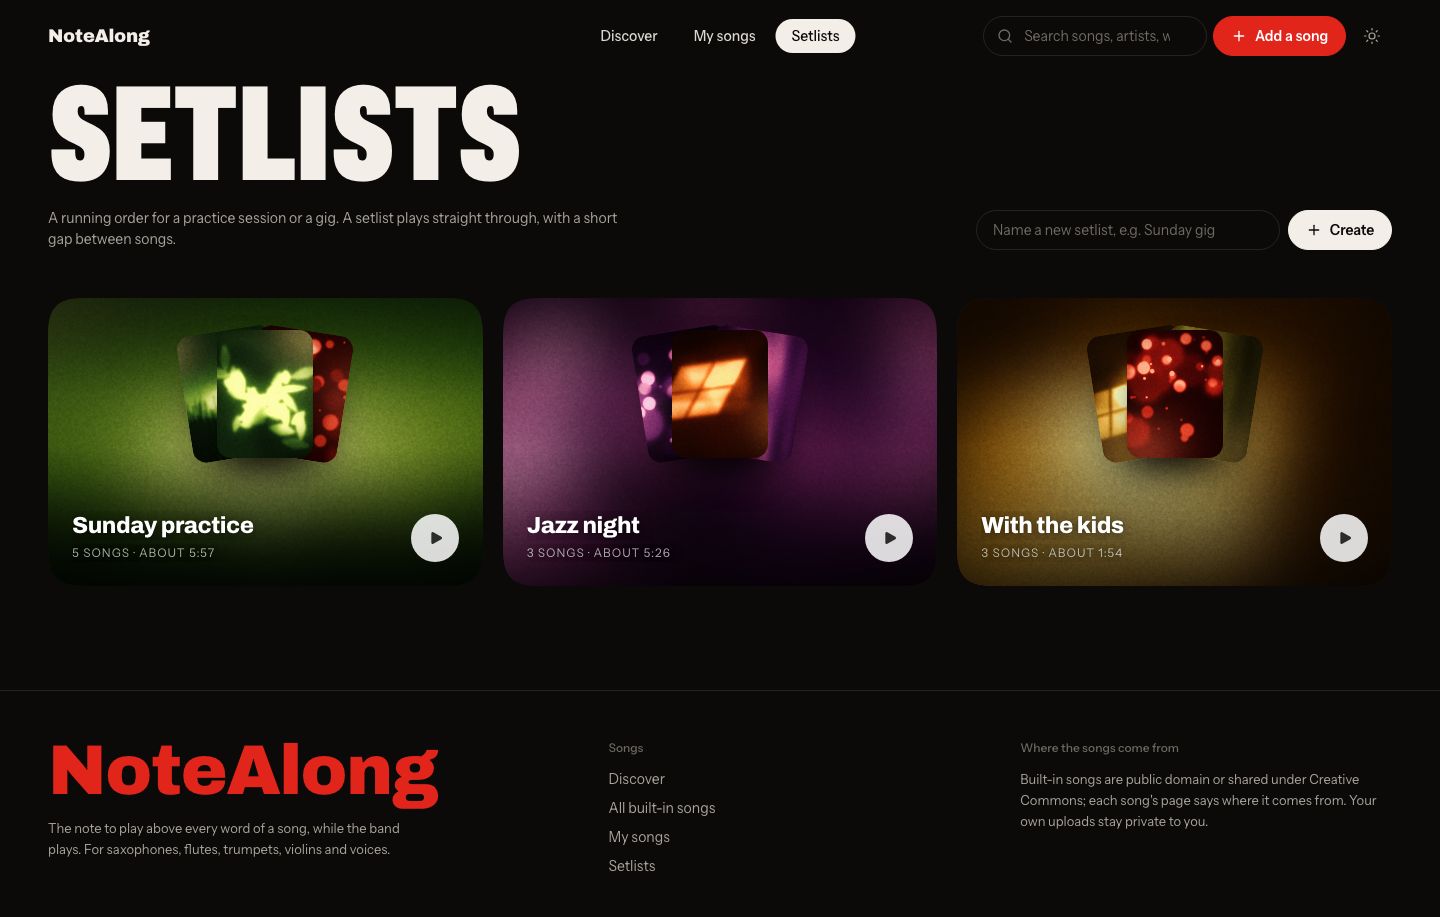 NoteAlong
Discover
My songs
Setlists
Search songs, artists, w
+ Add a song
SETLISTS
A running order for a practice session or a gig. A setlist plays straight through, with a short
gap between songs.
Name a new setlist, e.g. Sunday gig
+ Create
Sunday practice
5 SONGS · ABOUT 5:57
Jazz night
3 SONGS · ABOUT 5:26
With the kids
3 SONGS · ABOUT 1:54
NoteAlong
The note to play above every word of a song, while the band
plays. For saxophones, flutes, trumpets, violins and voices.
Songs
Discover
All built-in songs
My songs
Setlists
Where the songs come from
Built-in songs are public domain or shared under Creative
Commons; each song's page says where it comes from. Your
own uploads stay private to you.